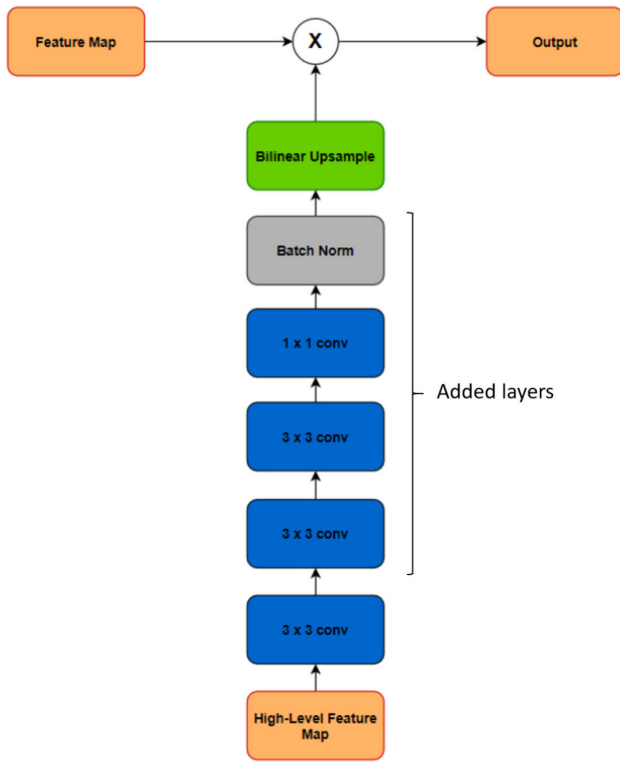 Feature Map
X
Output
Bilinear Upsample
Batch Norm
1 x 1 conv
3 x 3 conv
Added layers
3 x 3 conv
3 x 3 conv
High-Level Feature
Map